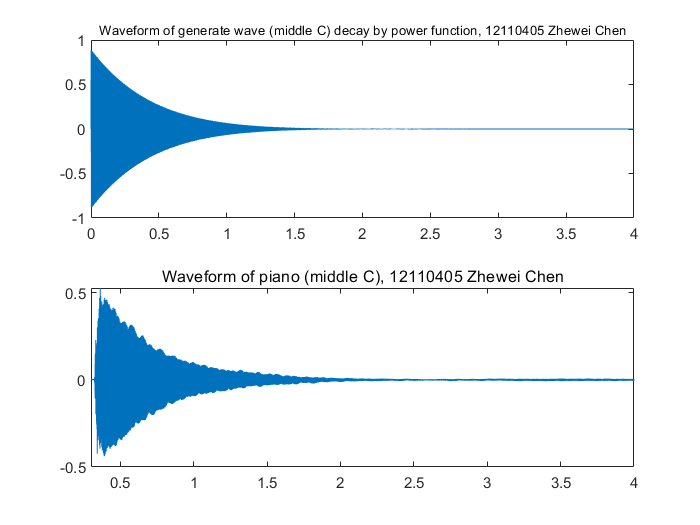 Waveform of generate wave (middle C) decay by power function, 12110405 Zhewei Chen
1
0.5
0
-0.5
-1
0 0.5 1 1.5 2 2.5 3 3.5 4
Waveform of piano (middle C), 12110405 Zhewei Chen
0.5
0
-0.5
0.5 1 1.5 2 2.5 3 3.5 4